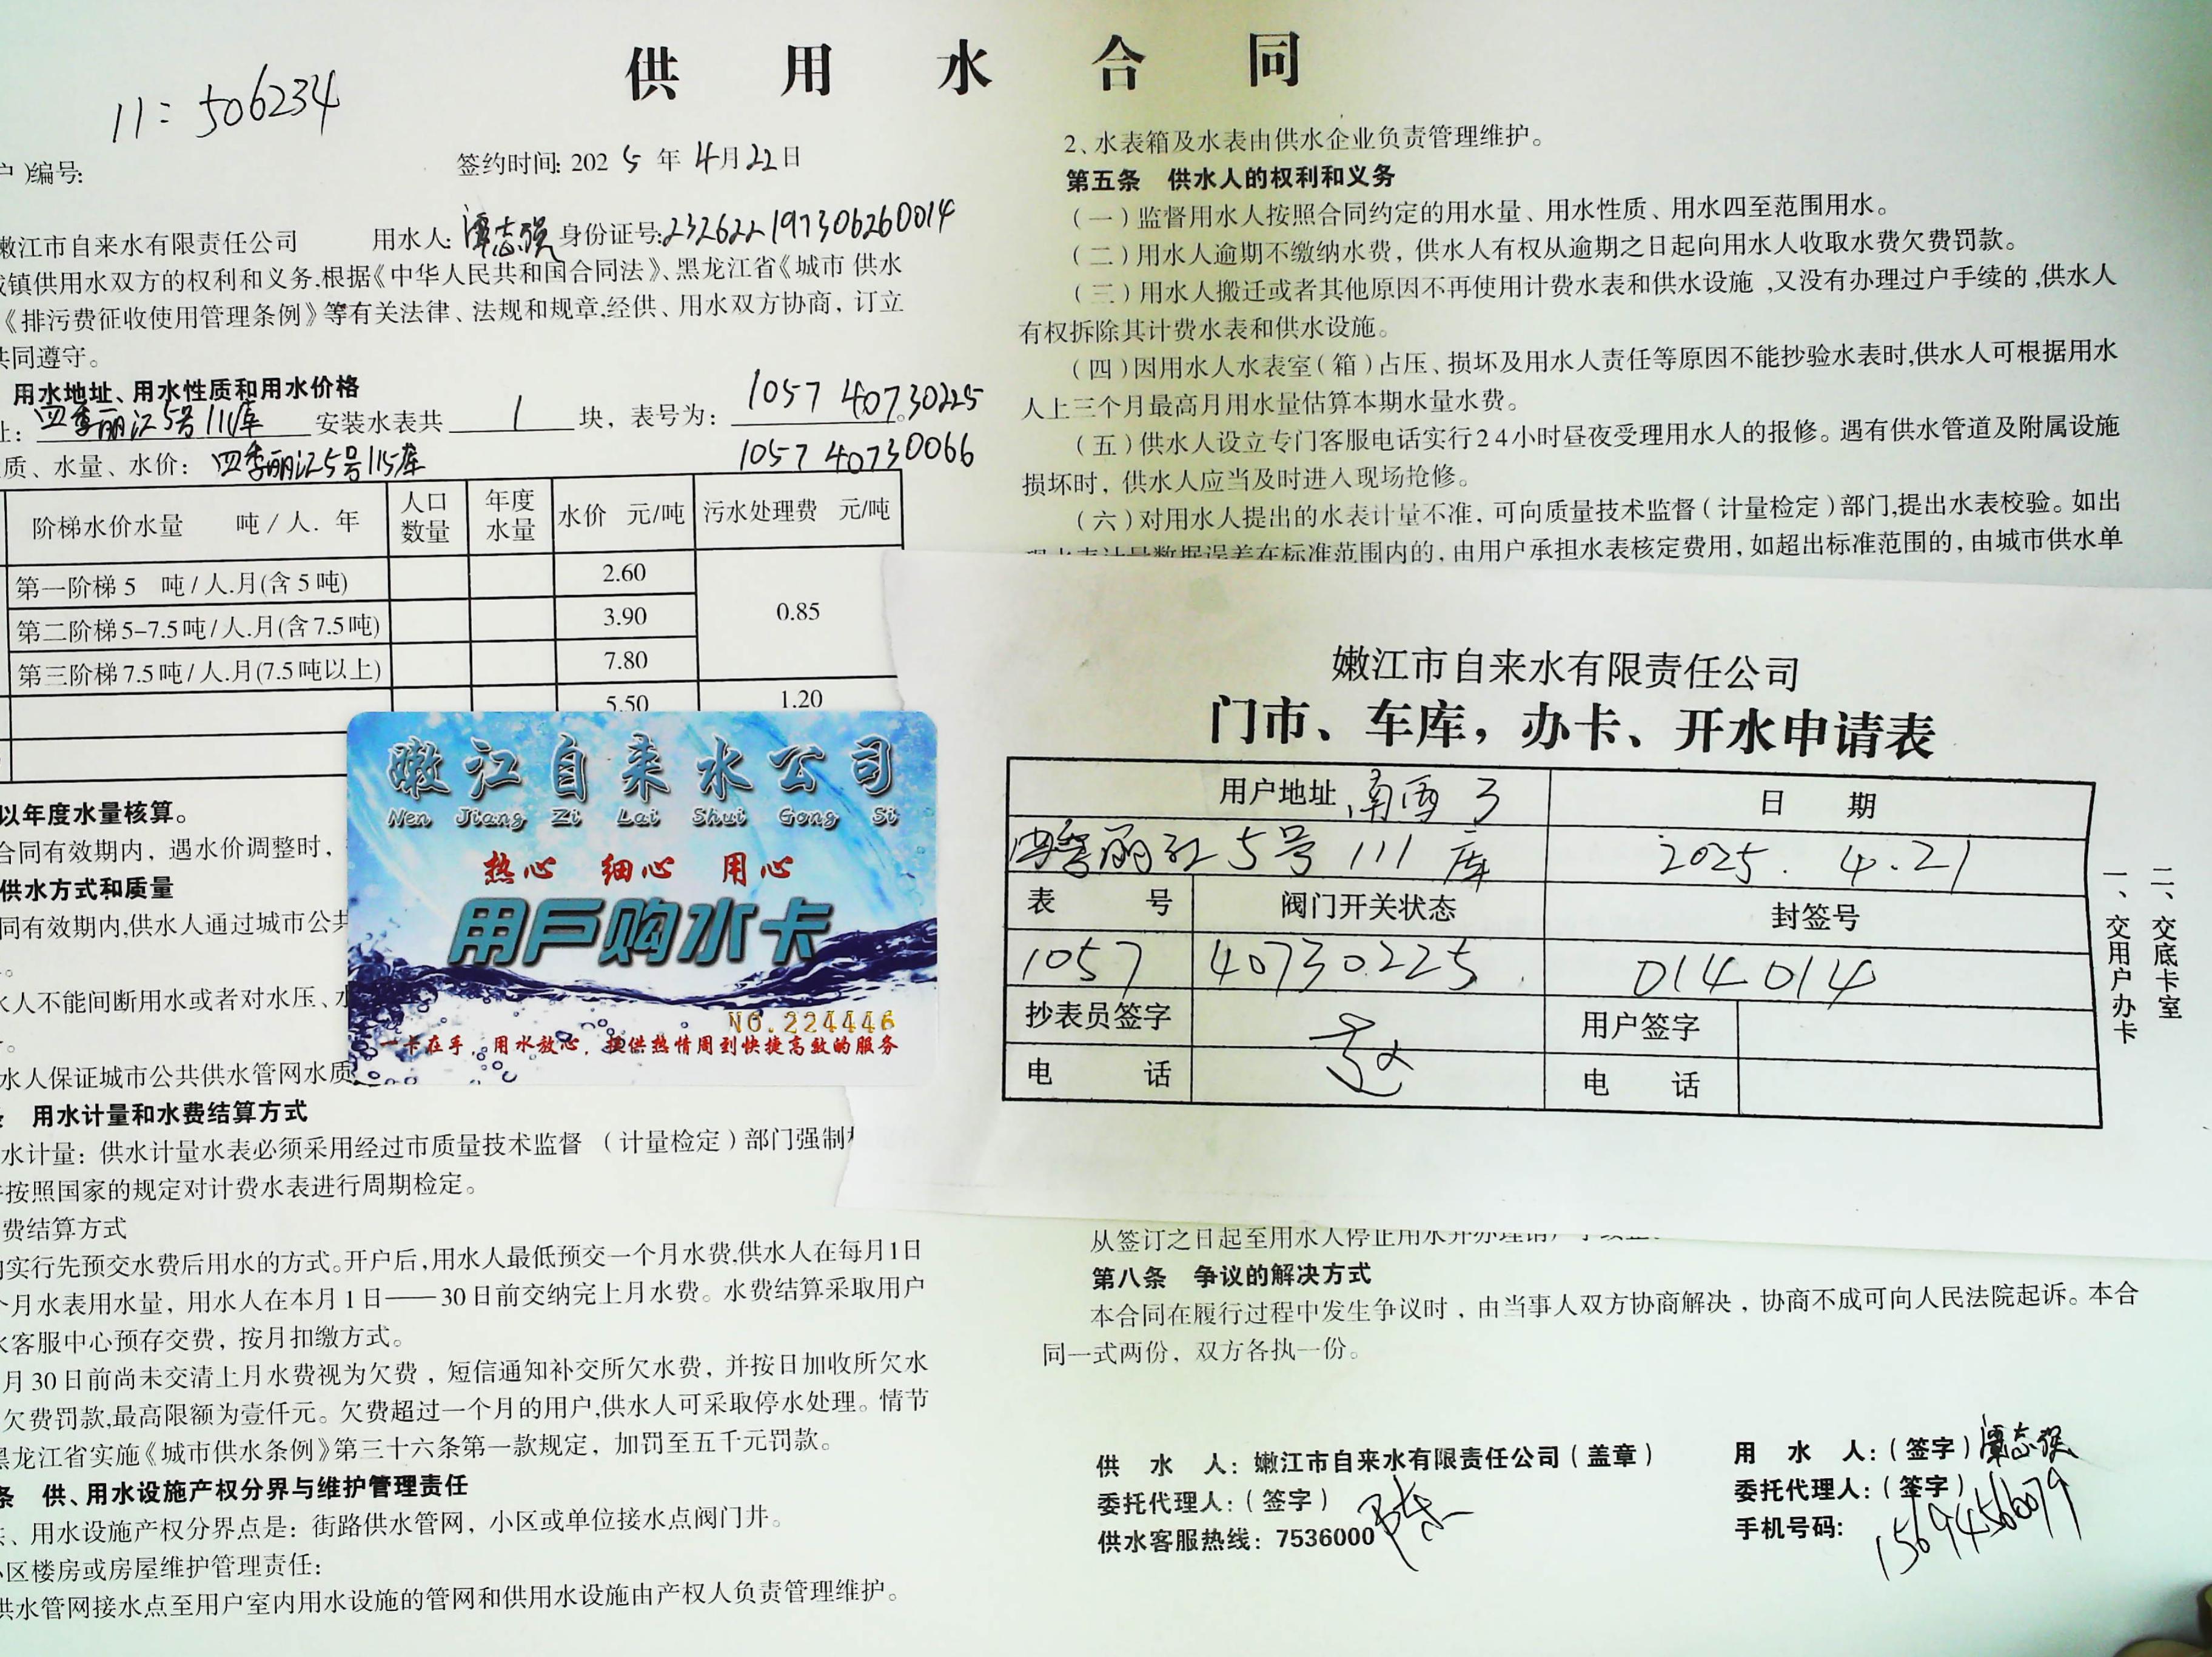 供用水合同
11: 506234
户)编号:
签约时间: 2025年4月22日
嫩江市自来水有限责任公司 用水人: 谭志强 身份证号:232622197306260014
城镇供用水双方的权利和义务,根据《中华人民共和国合同法》、黑龙江省《城市 供水
《排污费征收使用管理条例》等有关法律、法规和规章,经供、用水双方协商，订立
共同遵守。
用水地址、用水性质和用水价格
址: 四季丽江5号111库 安装水表共 1 块，表号为: 1057 40730225
质、水量、水价: 四季丽江5号115库 1057 40730066
阶梯水价水量 吨/人.年 人口数量 年度水量 水价 元/吨 污水处理费 元/吨
第一阶梯 5 吨/人.月(含5吨) 2.60 0.85
第二阶梯 5-7.5吨/人.月(含7.5吨) 3.90
第三阶梯 7.5吨/人.月(7.5吨以上) 7.80
5.50 1.20
以年度水量核算。
合同有效期内，遇水价调整时，
供水方式和质量
同有效期内,供水人通过城市公共
。
水人不能间断用水或者对水压、水
。
水人保证城市公共供水管网水质
用水计量和水费结算方式
水计量：供水计量水表必须采用经过市质量技术监督（计量检定）部门强制
按照国家的规定对计费水表进行周期检定。
费结算方式
实行先预交水费后用水的方式。开户后,用水人最低预交一个月水费,供水人在每月1日
个月水表用水量，用水人在本月1日——30日前交纳完上月水费。水费结算采取用户
水客服中心预存交费，按月扣缴方式。
月30日前尚未交清上月水费视为欠费，短信通知补交所欠水费，并按日加收所欠水
欠费罚款,最高限额为壹仟元。欠费超过一个月的用户,供水人可采取停水处理。情节
黑龙江省实施《城市供水条例》第三十六条第一款规定，加罚至五千元罚款。
条 供、用水设施产权分界与维护管理责任
、用水设施产权分界点是：街路供水管网，小区或单位接水点阀门井。
小区楼房或房屋维护管理责任：
供水管网接水点至用户室内用水设施的管网和供用水设施由产权人负责管理维护。
2、水表箱及水表由供水企业负责管理维护。
第五条 供水人的权利和义务
（一）监督用水人按照合同约定的用水量、用水性质、用水四至范围用水。
（二）用水人逾期不缴纳水费，供水人有权从逾期之日起向用水人收取水费欠费罚款。
（三）用水人搬迁或者其他原因不再使用计费水表和供水设施,又没有办理过户手续的,供水人
有权拆除其计费水表和供水设施。
（四）因用水人水表室（箱）占压、损坏及用水人责任等原因不能抄验水表时,供水人可根据用水
人上三个月最高月用水量估算本期水量水费。
（五）供水人设立专门客服电话实行24小时昼夜受理用水人的报修。遇有供水管道及附属设施
损坏时，供水人应当及时进入现场抢修。
（六）对用水人提出的水表计量不准，可向质量技术监督（计量检定）部门,提出水表校验。如出
现水表计量数据误差在标准范围内的，由用户承担水表核定费用，如超出标准范围的，由城市供水单
嫩江市自来水有限责任公司
门市、车库，办卡、开水申请表
用户地址 南西3 日期
四季丽江5号111库 2025. 4.21
表号 阀门开关状态 封签号
1057 40730225 014014
抄表员签字 用户签字
电话 电话
一、交用户办卡
二、交底卡室
嫩江自来水公司
Nen Jiang Zi Lai Shui Gong Si
热心 细心 用心
用户购水卡
NO.224446
一卡在手，用水放心，提供热情周到快捷高效的服务
从签订之日起至用水人停止用水并办理销户手续止。
第八条 争议的解决方式
本合同在履行过程中发生争议时，由当事人双方协商解决，协商不成可向人民法院起诉。本合
同一式两份，双方各执一份。
供水人：嫩江市自来水有限责任公司（盖章） 用水人：（签字）谭志强
委托代理人：（签字） 委托代理人：（签字）
供水客服热线：7536000 手机号码: 15694566079